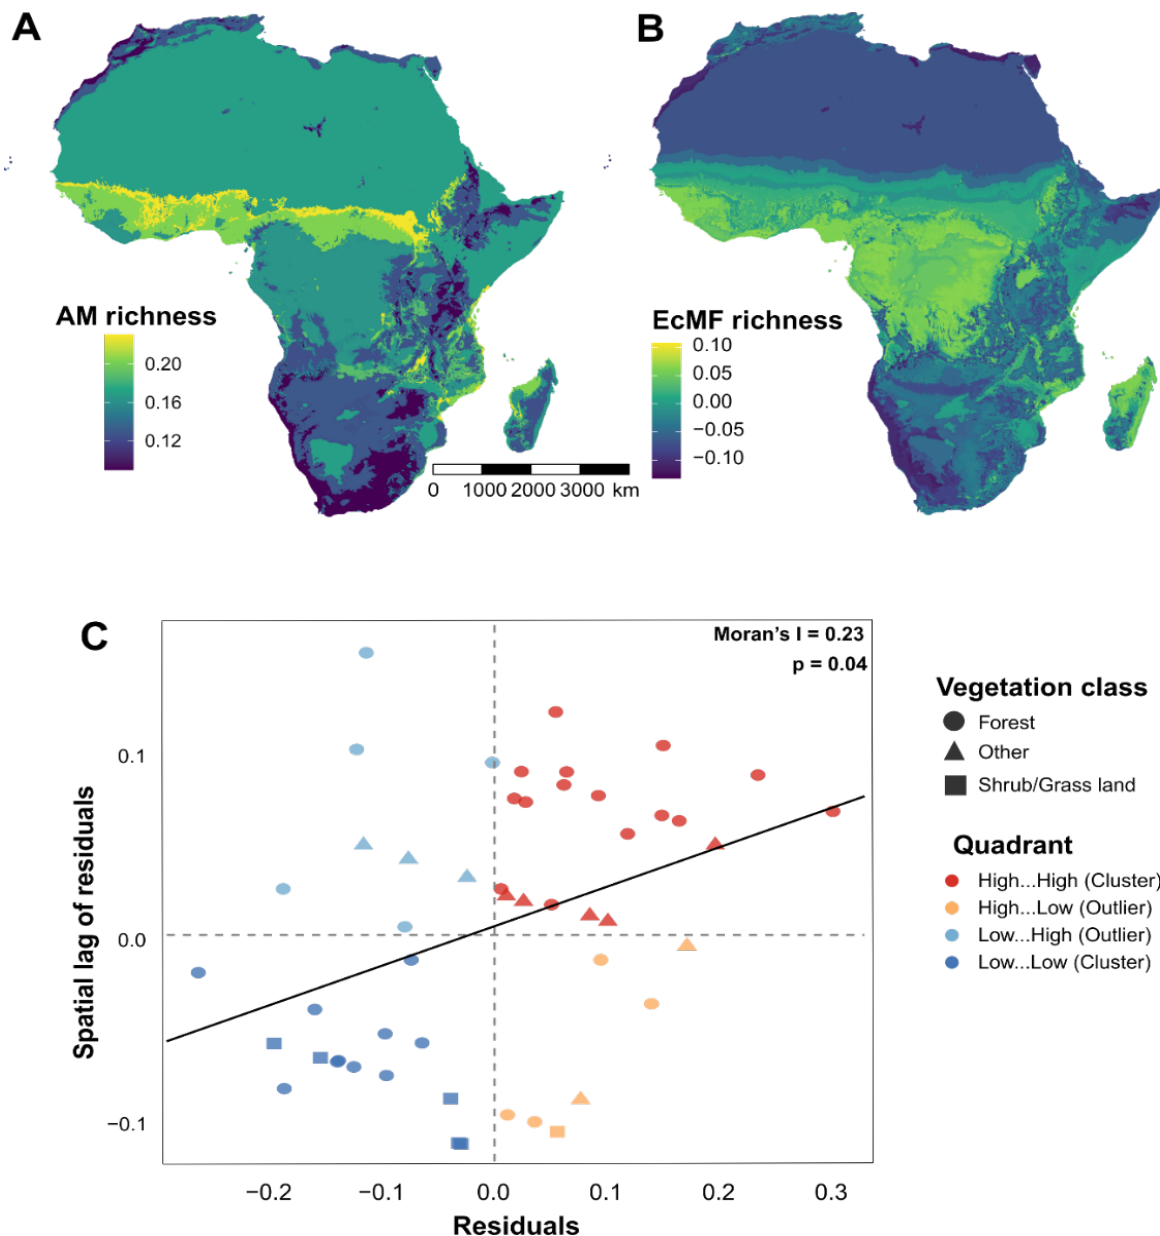 A
B
AM richness
0.20
0.16
0.12
0 1000 2000 3000 km
EcMF richness
0.10
0.05
0.00
−0.05
−0.10
C
Moran's I = 0.23
p = 0.04
Spatial lag of residuals
0.1
0.0
−0.1
−0.2 −0.1 0.0 0.1 0.2 0.3
Residuals
Vegetation class
Forest
Other
Shrub/Grass land
Quadrant
High...High (Cluster)
High...Low (Outlier)
Low...High (Outlier)
Low...Low (Cluster)